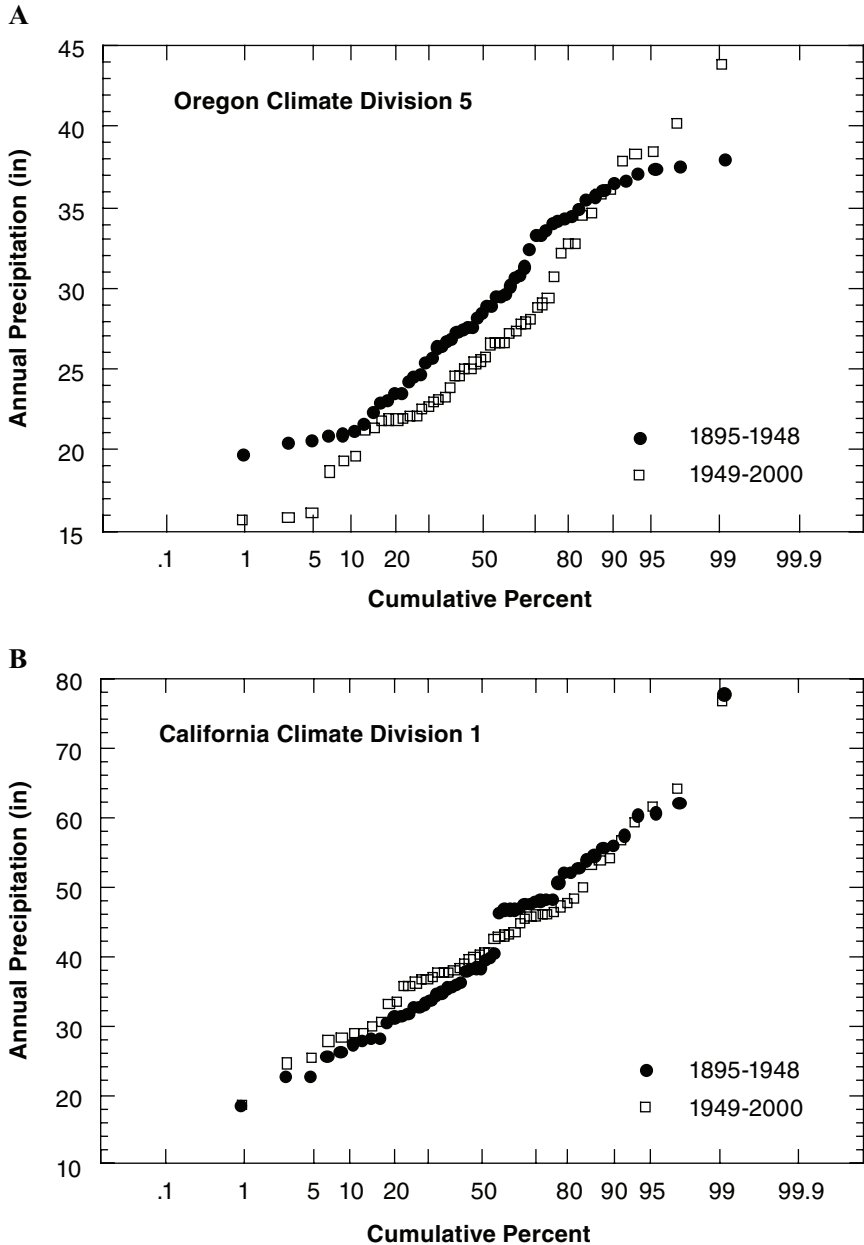 A
45
Oregon Climate Division 5
40
35
30
25
20
15
Annual Precipitation (in)
1895-1948
1949-2000
.1 1 5 10 20 50 80 90 95 99 99.9
Cumulative Percent
B
80
California Climate Division 1
70
60
50
40
30
20
10
Annual Precipitation (in)
1895-1948
1949-2000
.1 1 5 10 20 50 80 90 95 99 99.9
Cumulative Percent